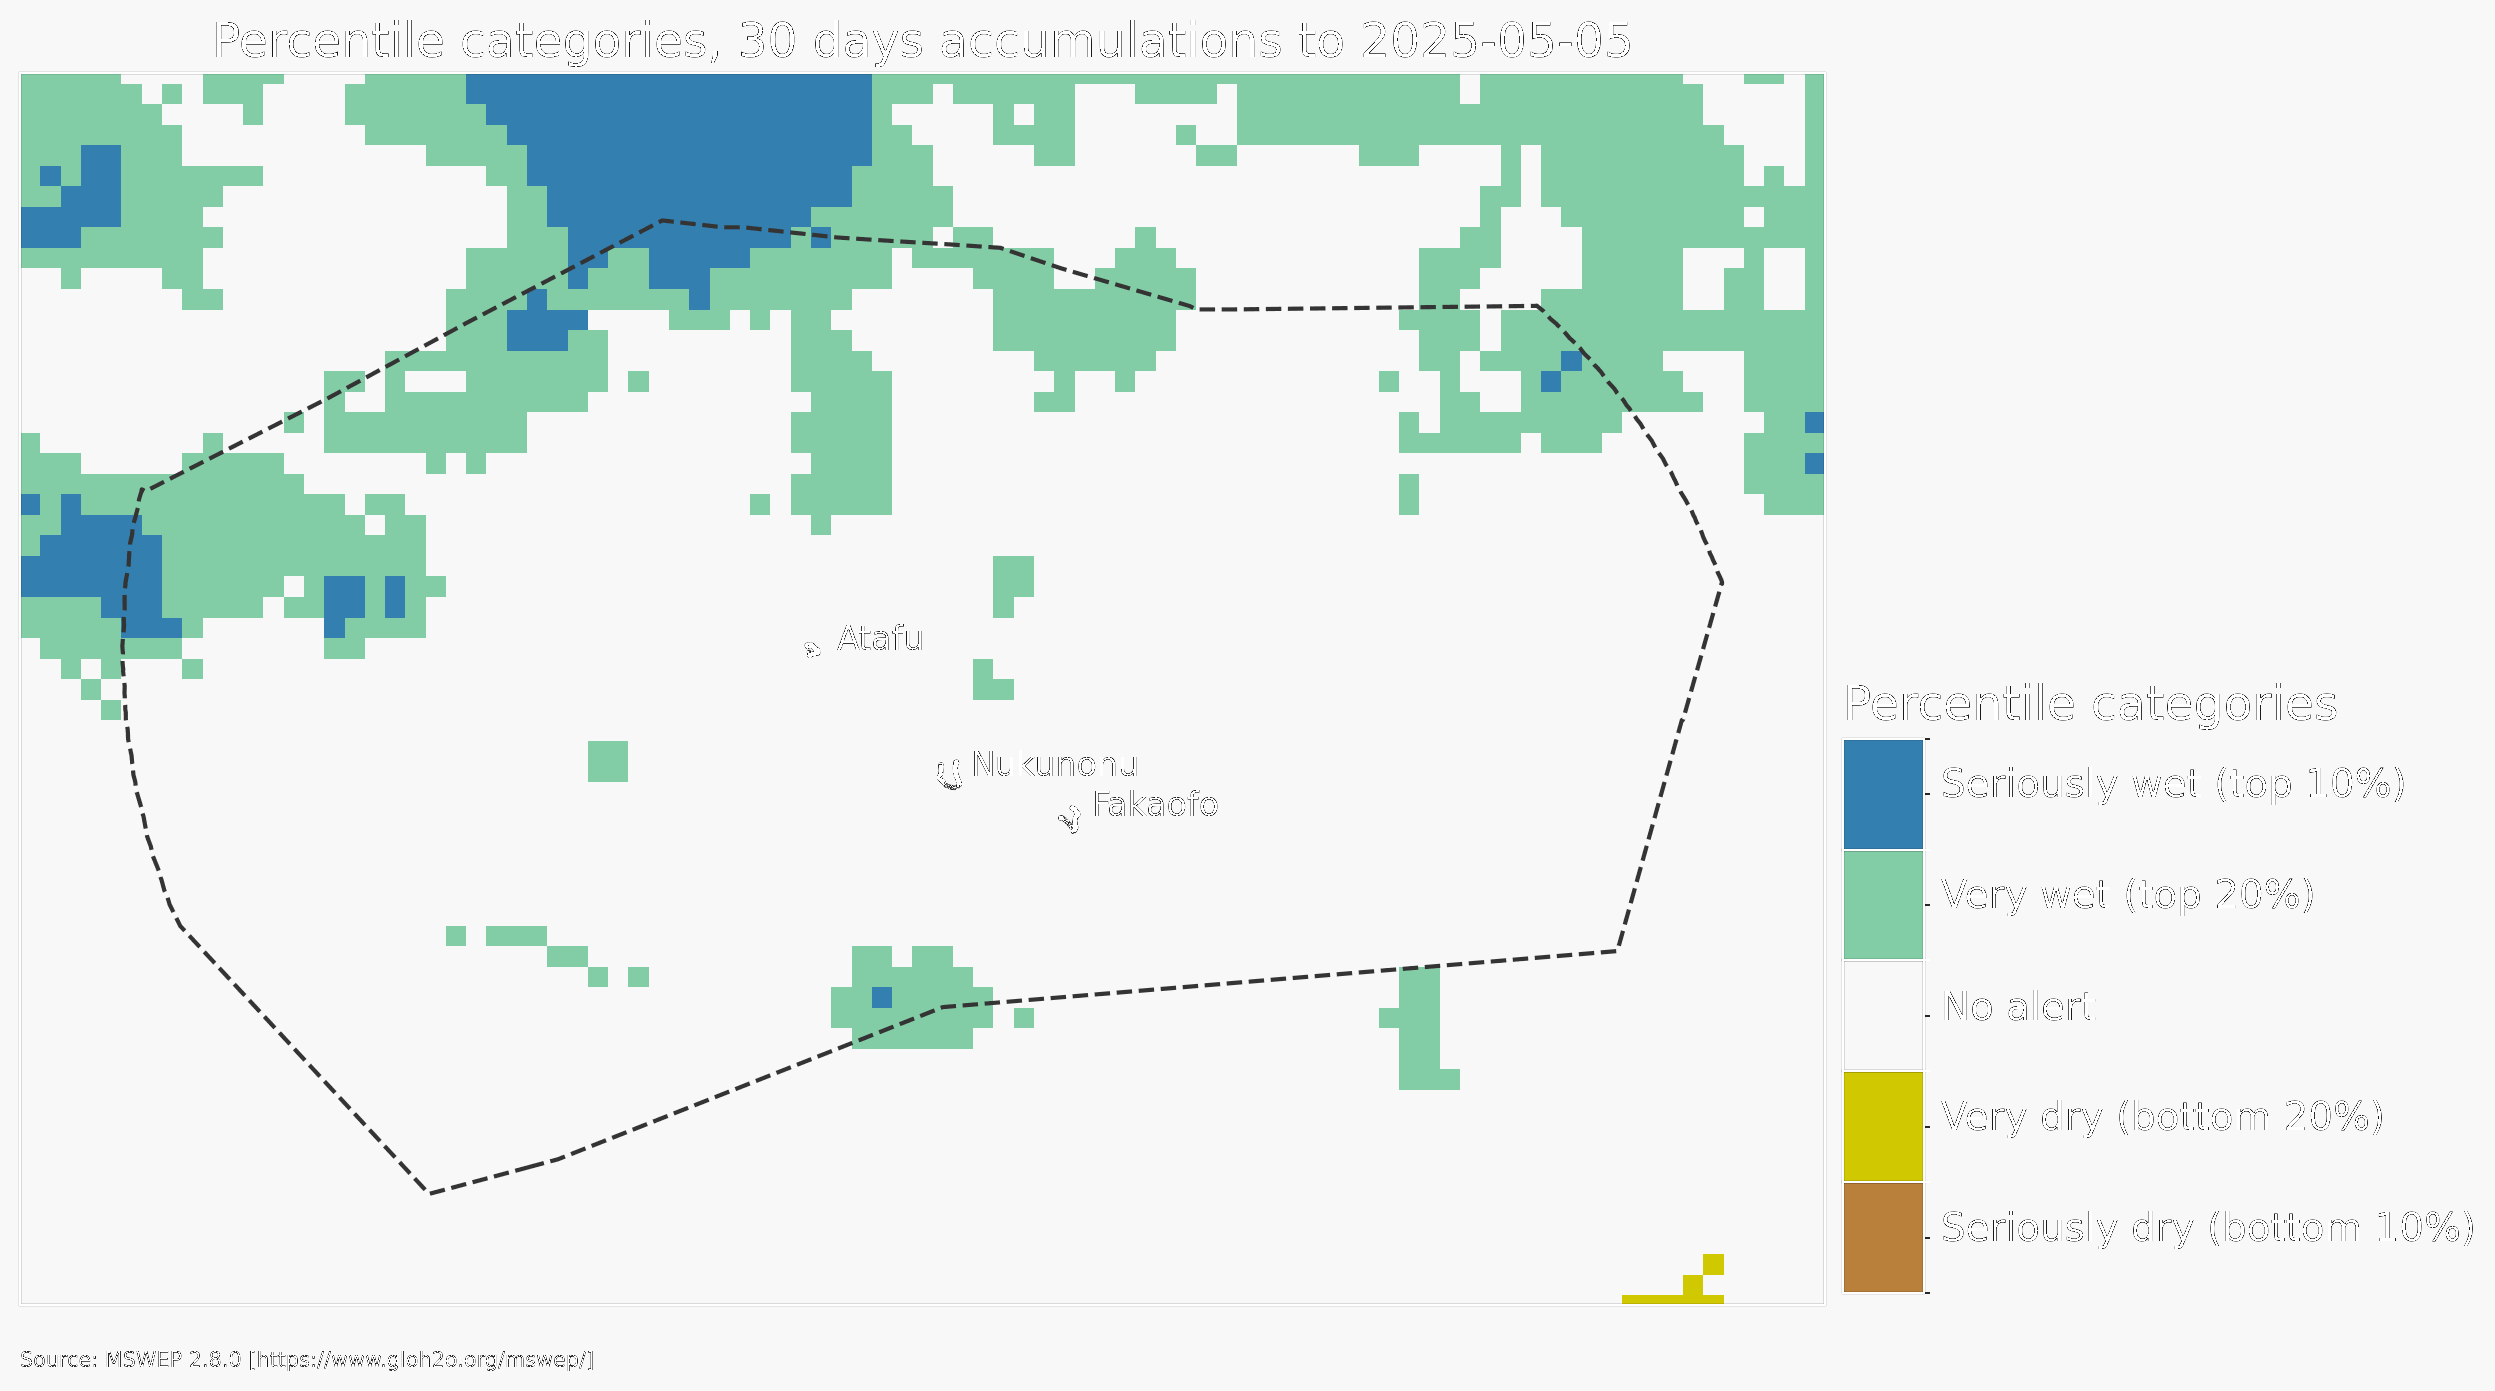 Percentile categories, 30 days accumulations to 2025-05-05
Atafu
Nukunonu
Fakaofo
Percentile categories
Seriously wet (top 10%)
Very wet (top 20%)
No alert
Very dry (bottom 20%)
Seriously dry (bottom 10%)
Source: MSWEP 2.8.0 [https://www.gloh2o.org/mswep/]